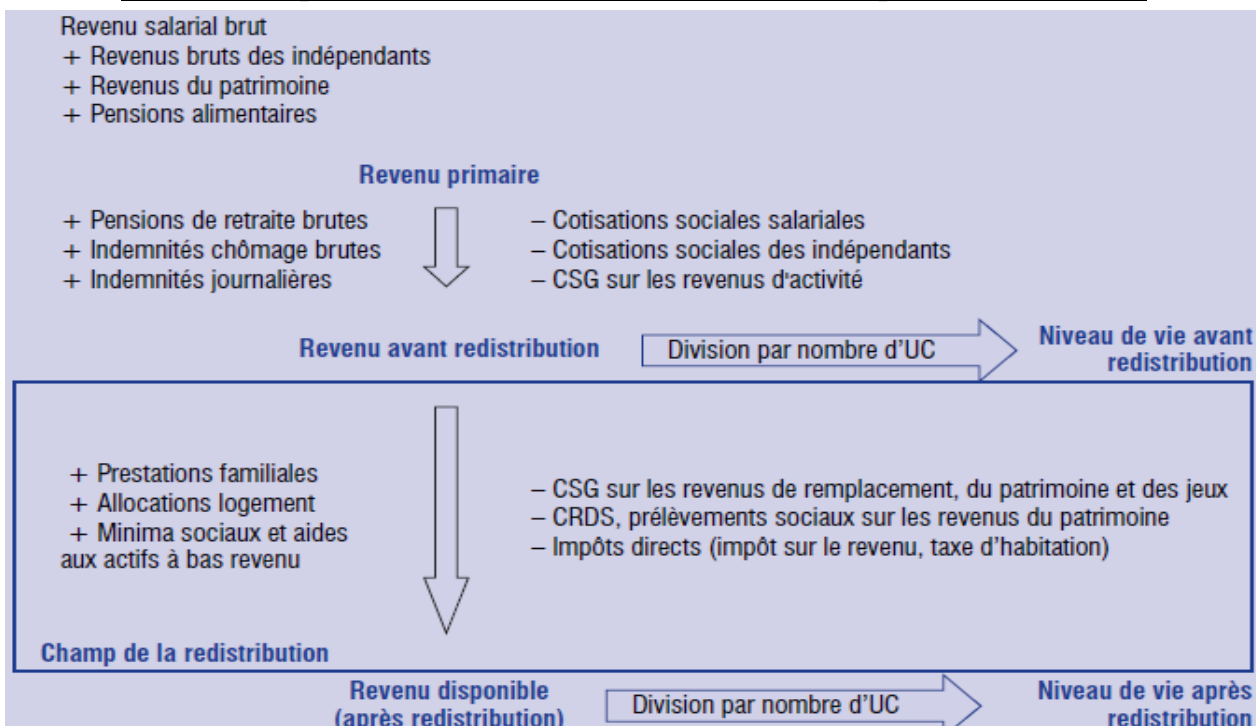 Revenu salarial brut
+ Revenus bruts des indépendants
+ Revenus du patrimoine
+ Pensions alimentaires
Revenu primaire
+ Pensions de retraite brutes
+ Indemnités chômage brutes
+ Indemnités journalières
– Cotisations sociales salariales
– Cotisations sociales des indépendants
– CSG sur les revenus d'activité
Revenu avant redistribution
Division par nombre d'UC
Niveau de vie avant
redistribution
+ Prestations familiales
+ Allocations logement
+ Minima sociaux et aides
aux actifs à bas revenu
– CSG sur les revenus de remplacement, du patrimoine et des jeux
– CRDS, prélèvements sociaux sur les revenus du patrimoine
– Impôts directs (impôt sur le revenu, taxe d'habitation)
Champ de la redistribution
Revenu disponible
(après redistribution)
Division par nombre d'UC
Niveau de vie après
redistribution